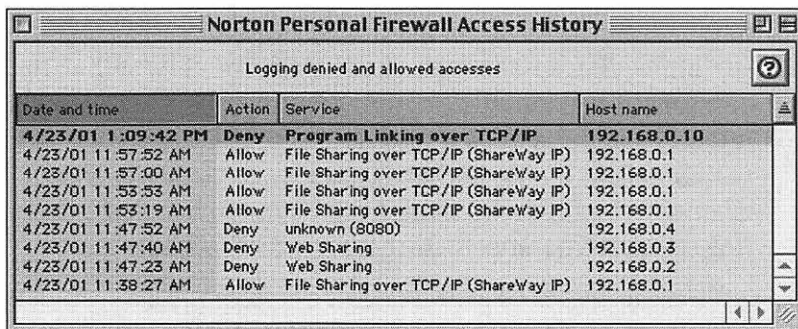 Norton Personal Firewall Access History
Logging denied and allowed accesses
?
Date and time Action Service Host name
4/23/01 1:09:42 PM Deny Program Linking over TCP/IP 192.168.0.10
4/23/01 11:57:52 AM Allow File Sharing over TCP/IP (ShareWay IP) 192.168.0.1
4/23/01 11:57:00 AM Allow File Sharing over TCP/IP (ShareWay IP) 192.168.0.1
4/23/01 11:53:53 AM Allow File Sharing over TCP/IP (ShareWay IP) 192.168.0.1
4/23/01 11:53:19 AM Allow File Sharing over TCP/IP (ShareWay IP) 192.168.0.1
4/23/01 11:47:52 AM Deny unknown (8080) 192.168.0.4
4/23/01 11:47:40 AM Deny Web Sharing 192.168.0.3
4/23/01 11:47:23 AM Deny Web Sharing 192.168.0.2
4/23/01 11:38:27 AM Allow File Sharing over TCP/IP (ShareWay IP) 192.168.0.1